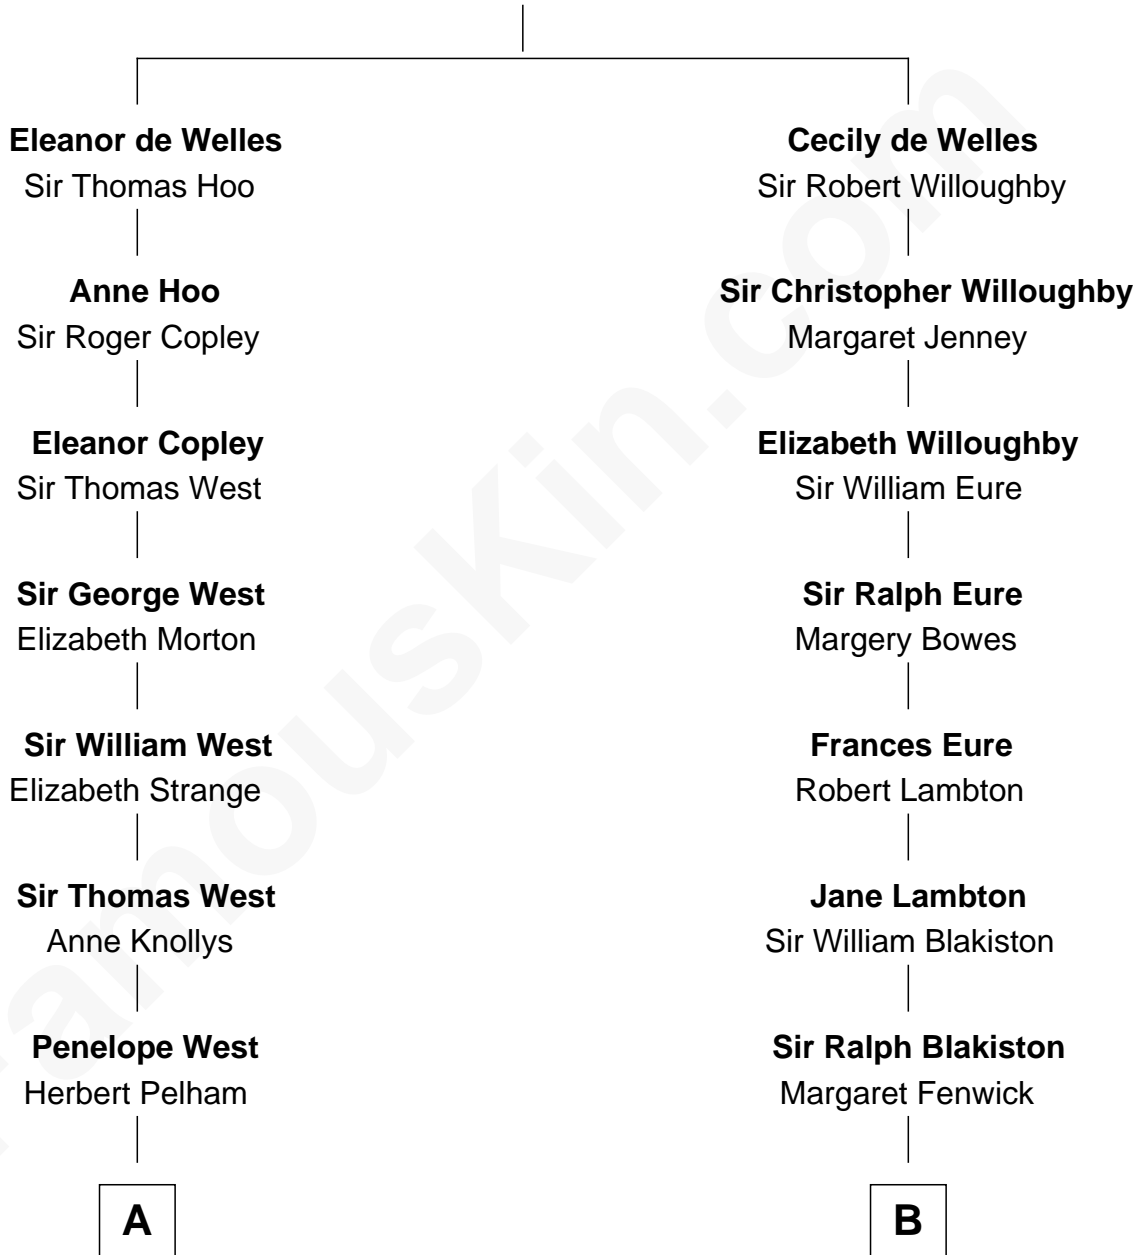 Eleanor de Welles
Sir Thomas Hoo
Anne Hoo
Sir Roger Copley
Eleanor Copley
Sir Thomas West
Sir George West
Elizabeth Morton
Sir William West
Elizabeth Strange
Sir Thomas West
Anne Knollys
Penelope West
Herbert Pelham
A
Cecily de Welles
Sir Robert Willoughby
Sir Christopher Willoughby
Margaret Jenney
Elizabeth Willoughby
Sir William Eure
Sir Ralph Eure
Margery Bowes
Frances Eure
Robert Lambton
Jane Lambton
Sir William Blakiston
Sir Ralph Blakiston
Margaret Fenwick
B
FamousKin.com